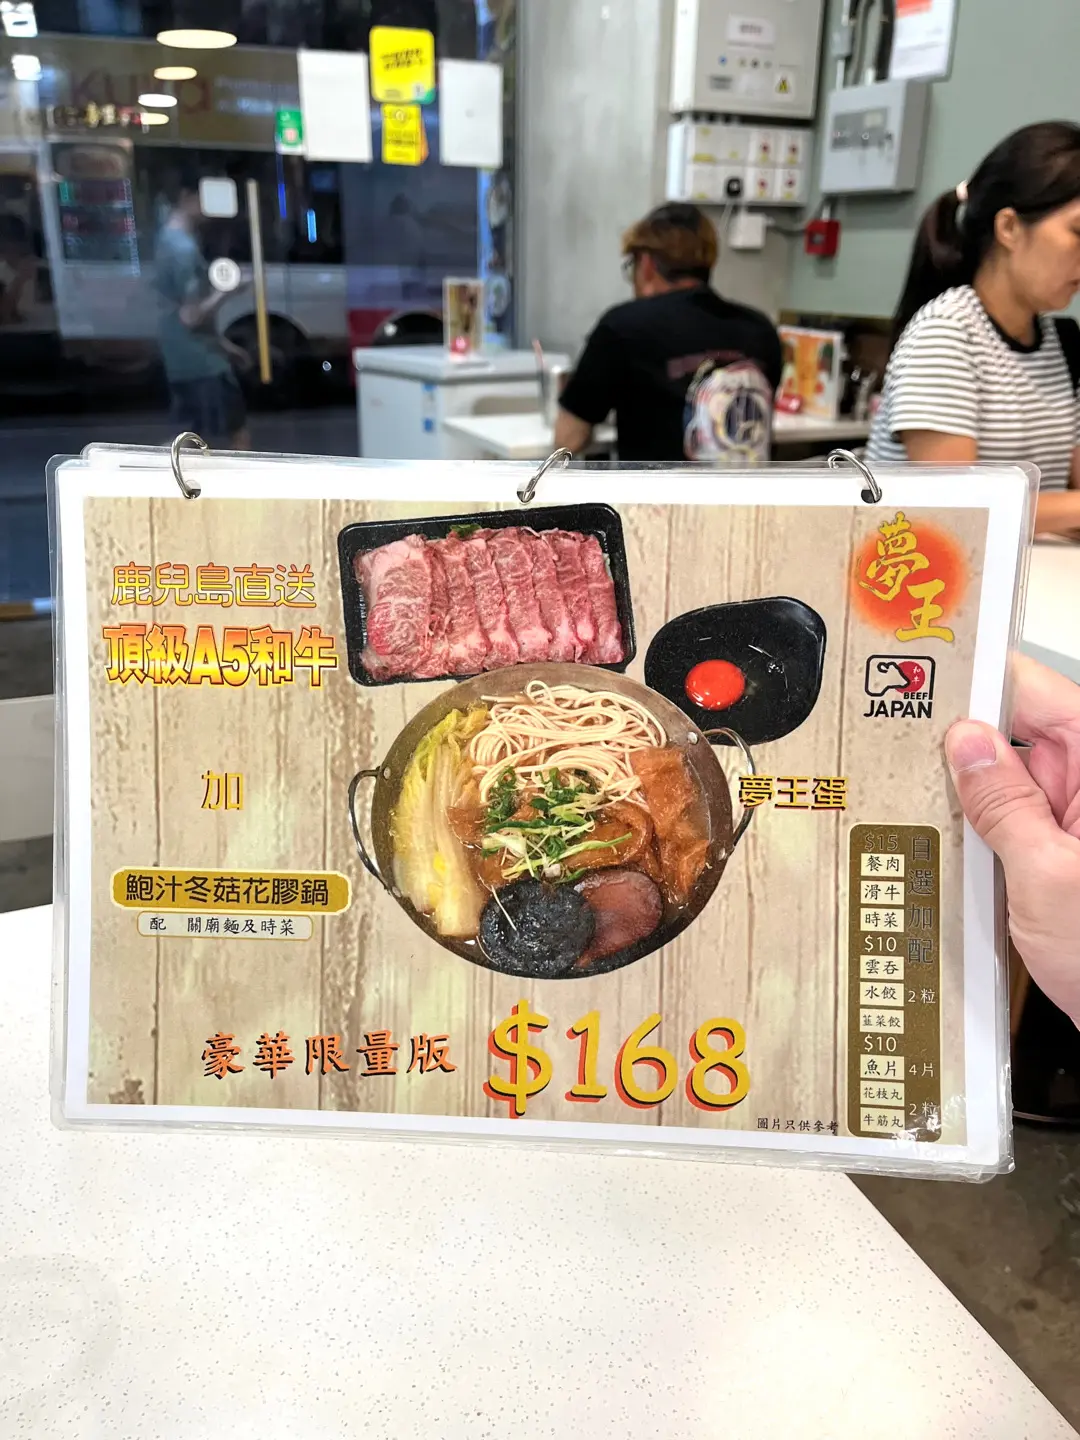 鹿兒島直送
頂級A5和牛
加
鮑汁冬菇花膠鍋
配 關廟麵及時菜
夢王
和牛
BEEF
JAPAN
夢王蛋
豪華限量版 $168
圖片只供參考
自選加配
$15
餐肉
滑牛
時菜
$10
雲吞
水餃 2粒
韮菜餃
$10
魚片 4片
花枝丸 2粒
牛筋丸